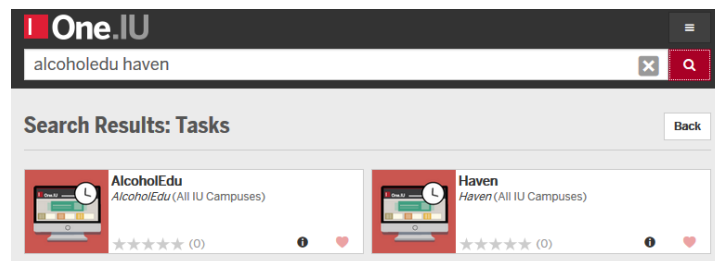 One.IU
alcoholedu haven
Search Results: Tasks
Back
AlcoholEdu
AlcoholEdu (All IU Campuses)
(0)
Haven
Haven (All IU Campuses)
(0)